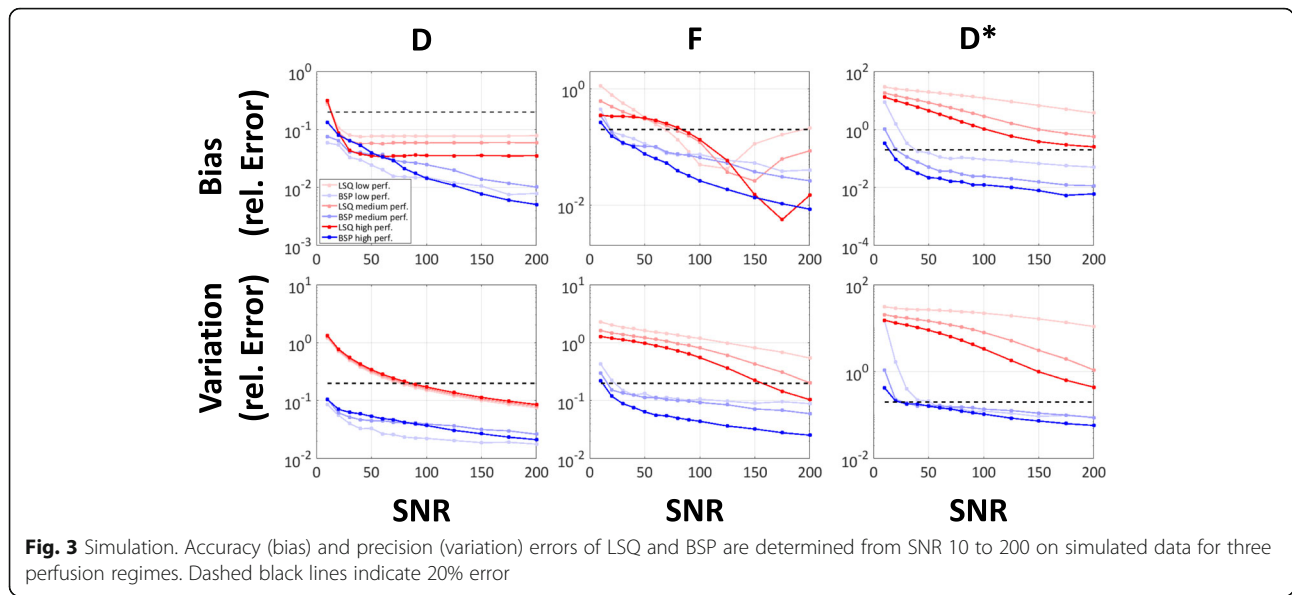 D F D*
Bias
(rel. Error)
10^0
10^-1
10^-2
10^-3
0 50 100 150 200
LSQ low perf.
BSP low perf.
LSQ medium perf.
BSP medium perf.
LSQ high perf.
BSP high perf.
10^0
10^-2
0 50 100 150 200
10^2
10^0
10^-2
10^-4
0 50 100 150 200
Variation
(rel. Error)
10^1
10^0
10^-1
10^-2
0 50 100 150 200
10^1
10^0
10^-1
10^-2
0 50 100 150 200
10^2
10^0
10^-2
0 50 100 150 200
SNR SNR SNR
Fig. 3 Simulation. Accuracy (bias) and precision (variation) errors of LSQ and BSP are determined from SNR 10 to 200 on simulated data for three
perfusion regimes. Dashed black lines indicate 20% error